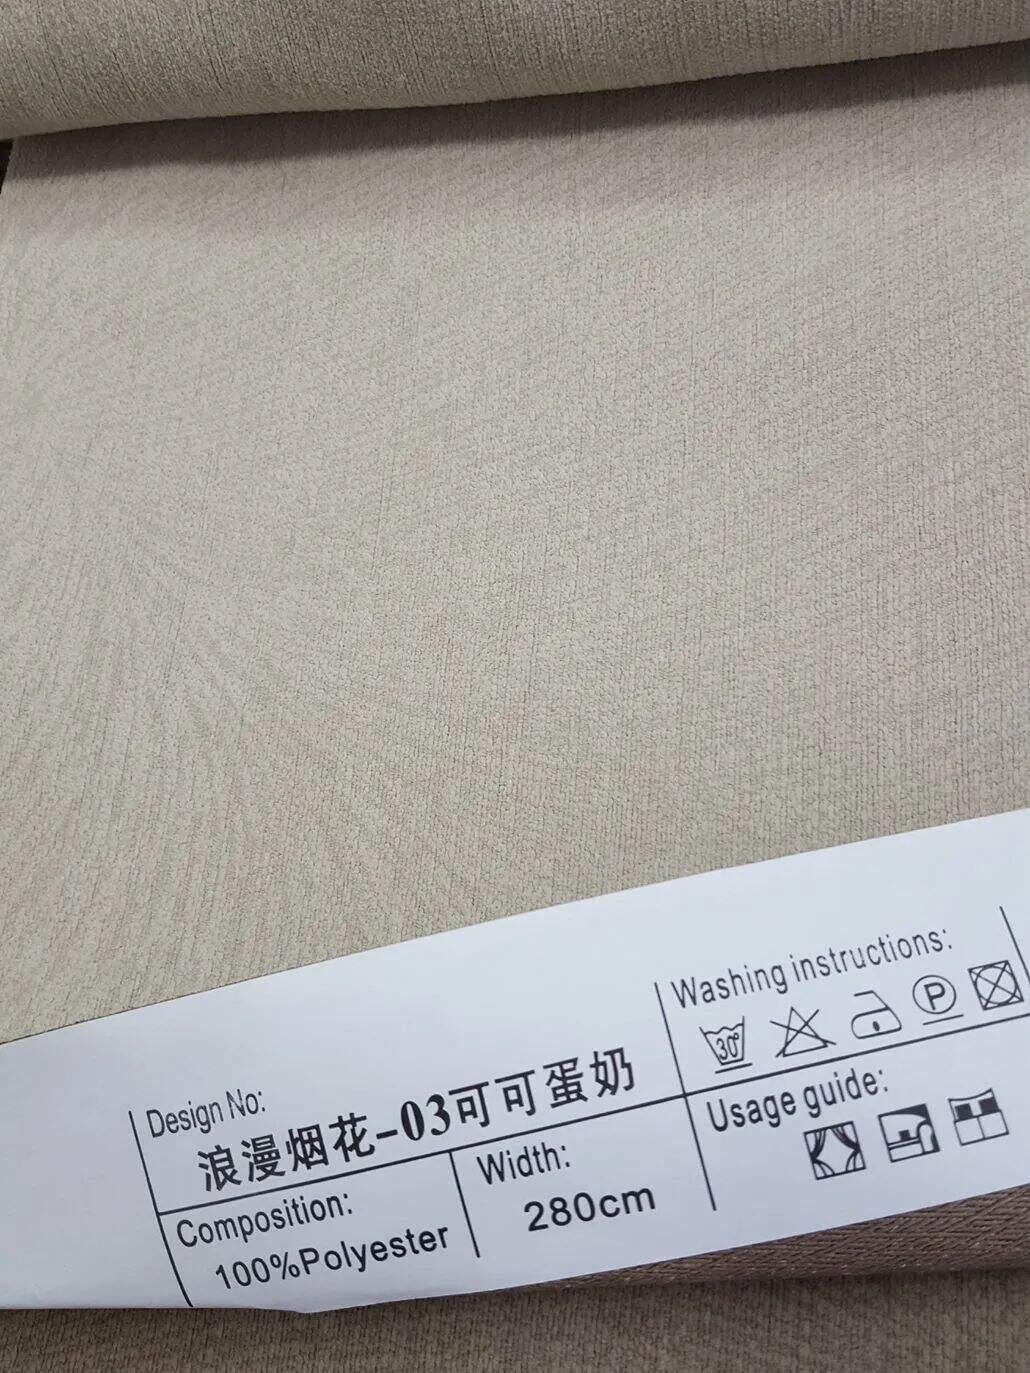 Design No:
浪漫烟花-03可可蛋奶
Composition:
100%Polyester
Width:
280cm
Washing instructions:
30°
P
Usage guide: